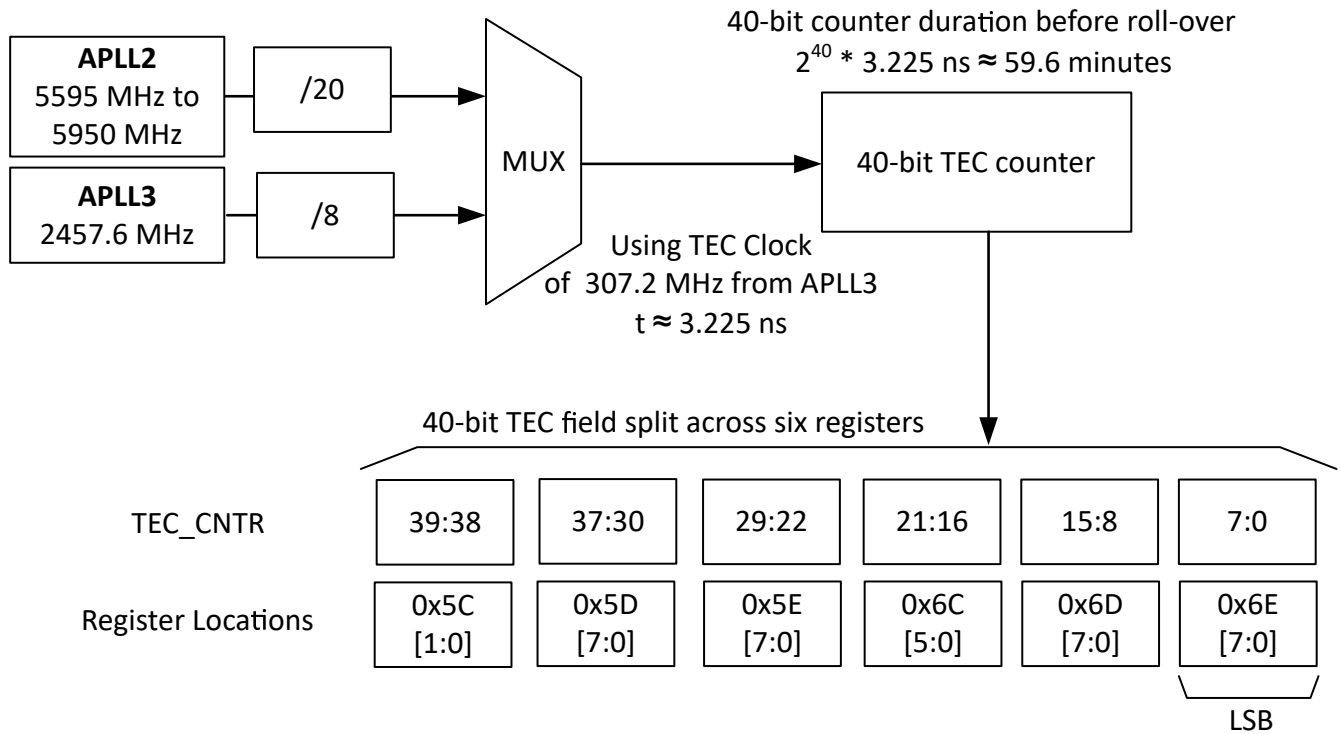 40-bit counter duration before roll-over
2^40 * 3.225 ns ≈ 59.6 minutes
APLL2
5595 MHz to
5950 MHz
/20
APLL3
2457.6 MHz
/8
MUX
40-bit TEC counter
Using TEC Clock
of 307.2 MHz from APLL3
t ≈ 3.225 ns
40-bit TEC field split across six registers
TEC_CNTR
39:38
37:30
29:22
21:16
15:8
7:0
Register Locations
0x5C
[1:0]
0x5D
[7:0]
0x5E
[7:0]
0x6C
[5:0]
0x6D
[7:0]
0x6E
[7:0]
LSB